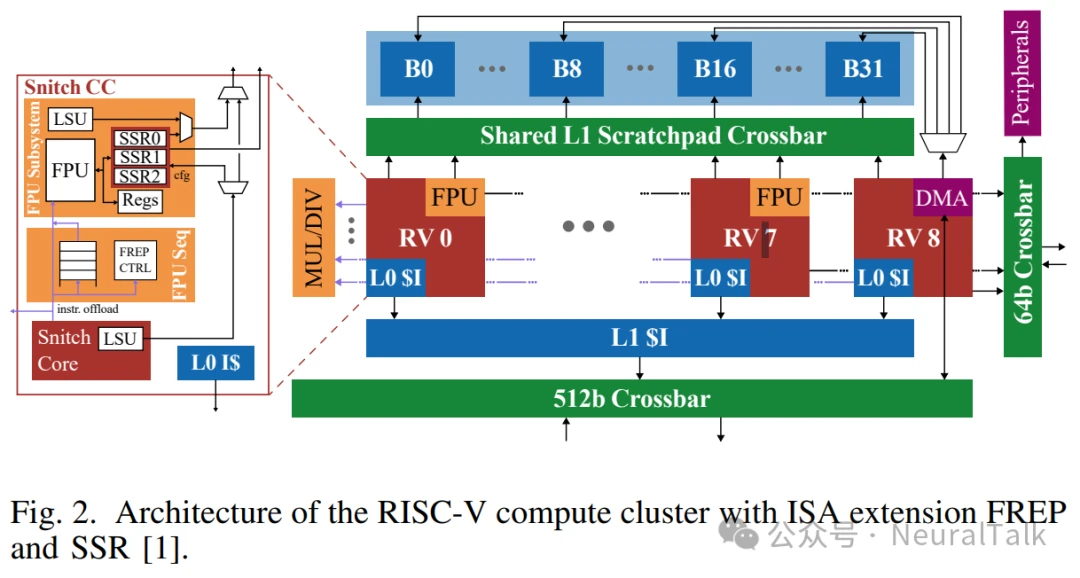 Snitch CC
FPU Subsystem
LSU
FPU
SSR0
SSR1
SSR2
cfg
Regs
FPU Seq
FREP
CTRL
instr. offload
Snitch
Core
LSU
L0 I$
B0
B8
B16
B31
Shared L1 Scratchpad Crossbar
MUL/DIV
FPU
RV 0
L0 $I
FPU
RV 7
L0 $I
DMA
RV 8
L0 $I
Peripherals
64b Crossbar
L1 $I
512b Crossbar
Fig. 2. Architecture of the RISC-V compute cluster with ISA extension FREP
and SSR [1].
公众号 · NeuralTalk